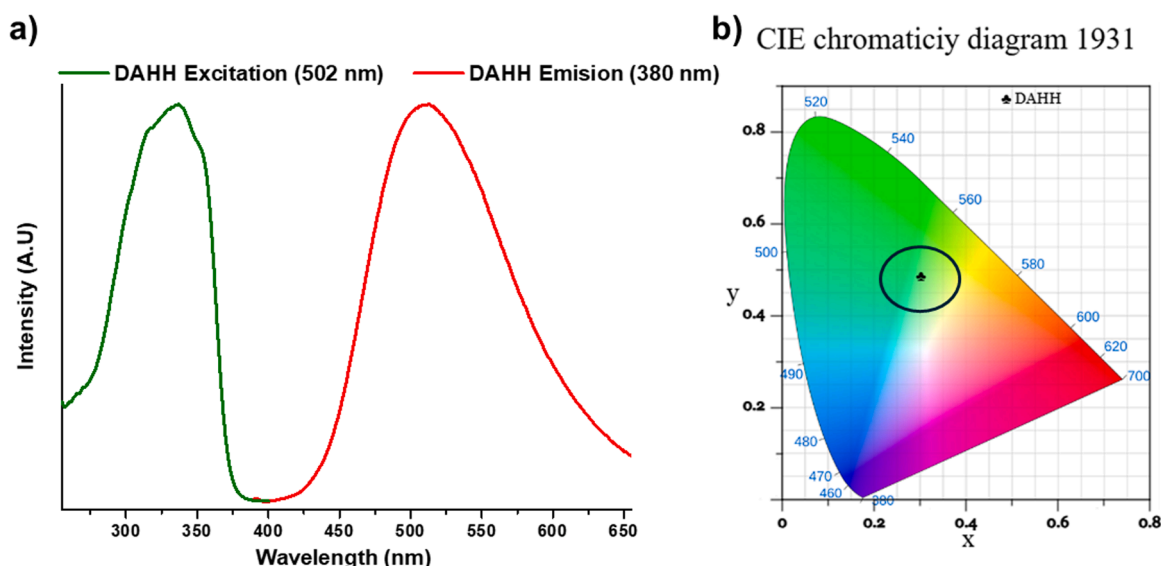 a)
DAHH Excitation (502 nm) DAHH Emision (380 nm)
Intensity (A.U)
300 350 400 450 500 550 600 650
Wavelength (nm)
b) CIE chromaticiy diagram 1931
♣ DAHH
520
540
560
500
580
600
620
490
700
480
470
460
380
0.8
0.6
0.4
0.2
y
0 0.2 0.4 0.6 0.8
x